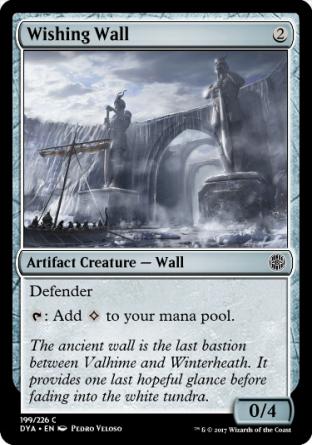 Wishing Wall 2
Artifact Creature — Wall
Defender
: Add to your mana pool.
The ancient wall is the last bastion
between Valhime and Winterheath. It
provides one last hopeful glance before
fading into the white tundra.
0/4
199/226 C
DYA • EN PEDRO VELOSO
™ & © 2017 Wizards of the Coast